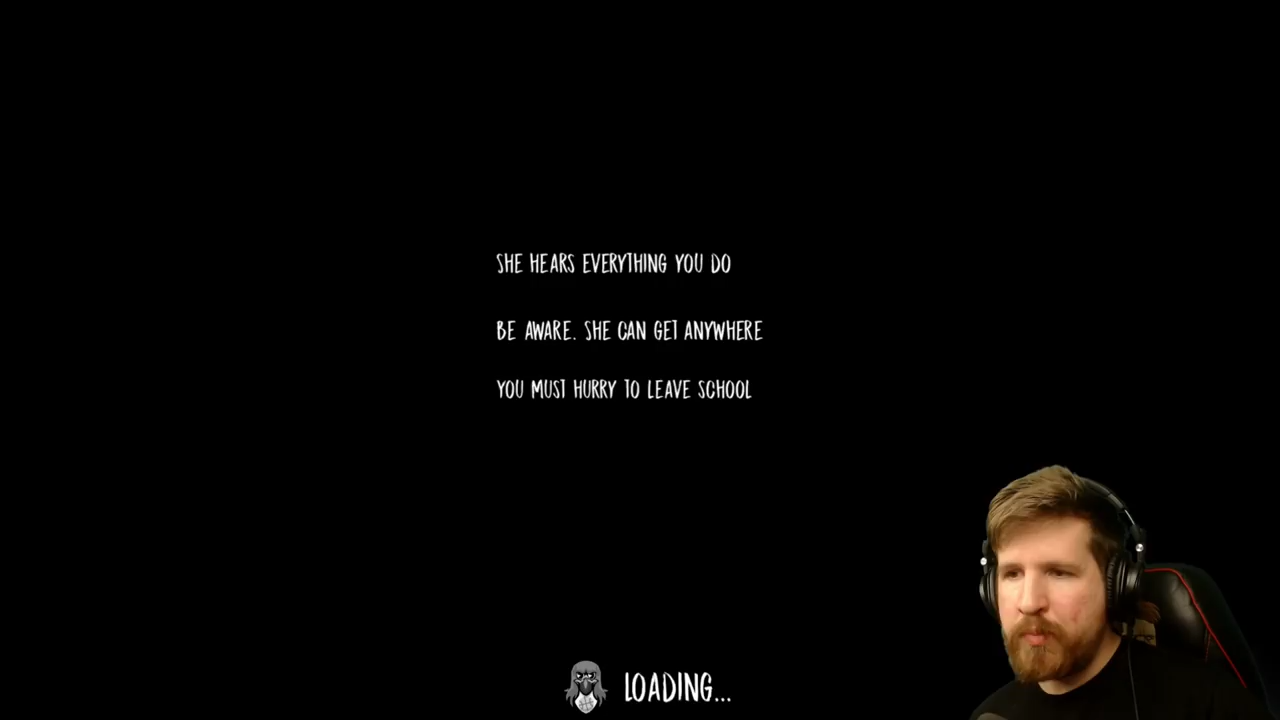 SHE HEARS EVERYTHING YOU DO
BE AWARE. SHE CAN GET ANYWHERE
YOU MUST HURRY TO LEAVE SCHOOL
LOADING...